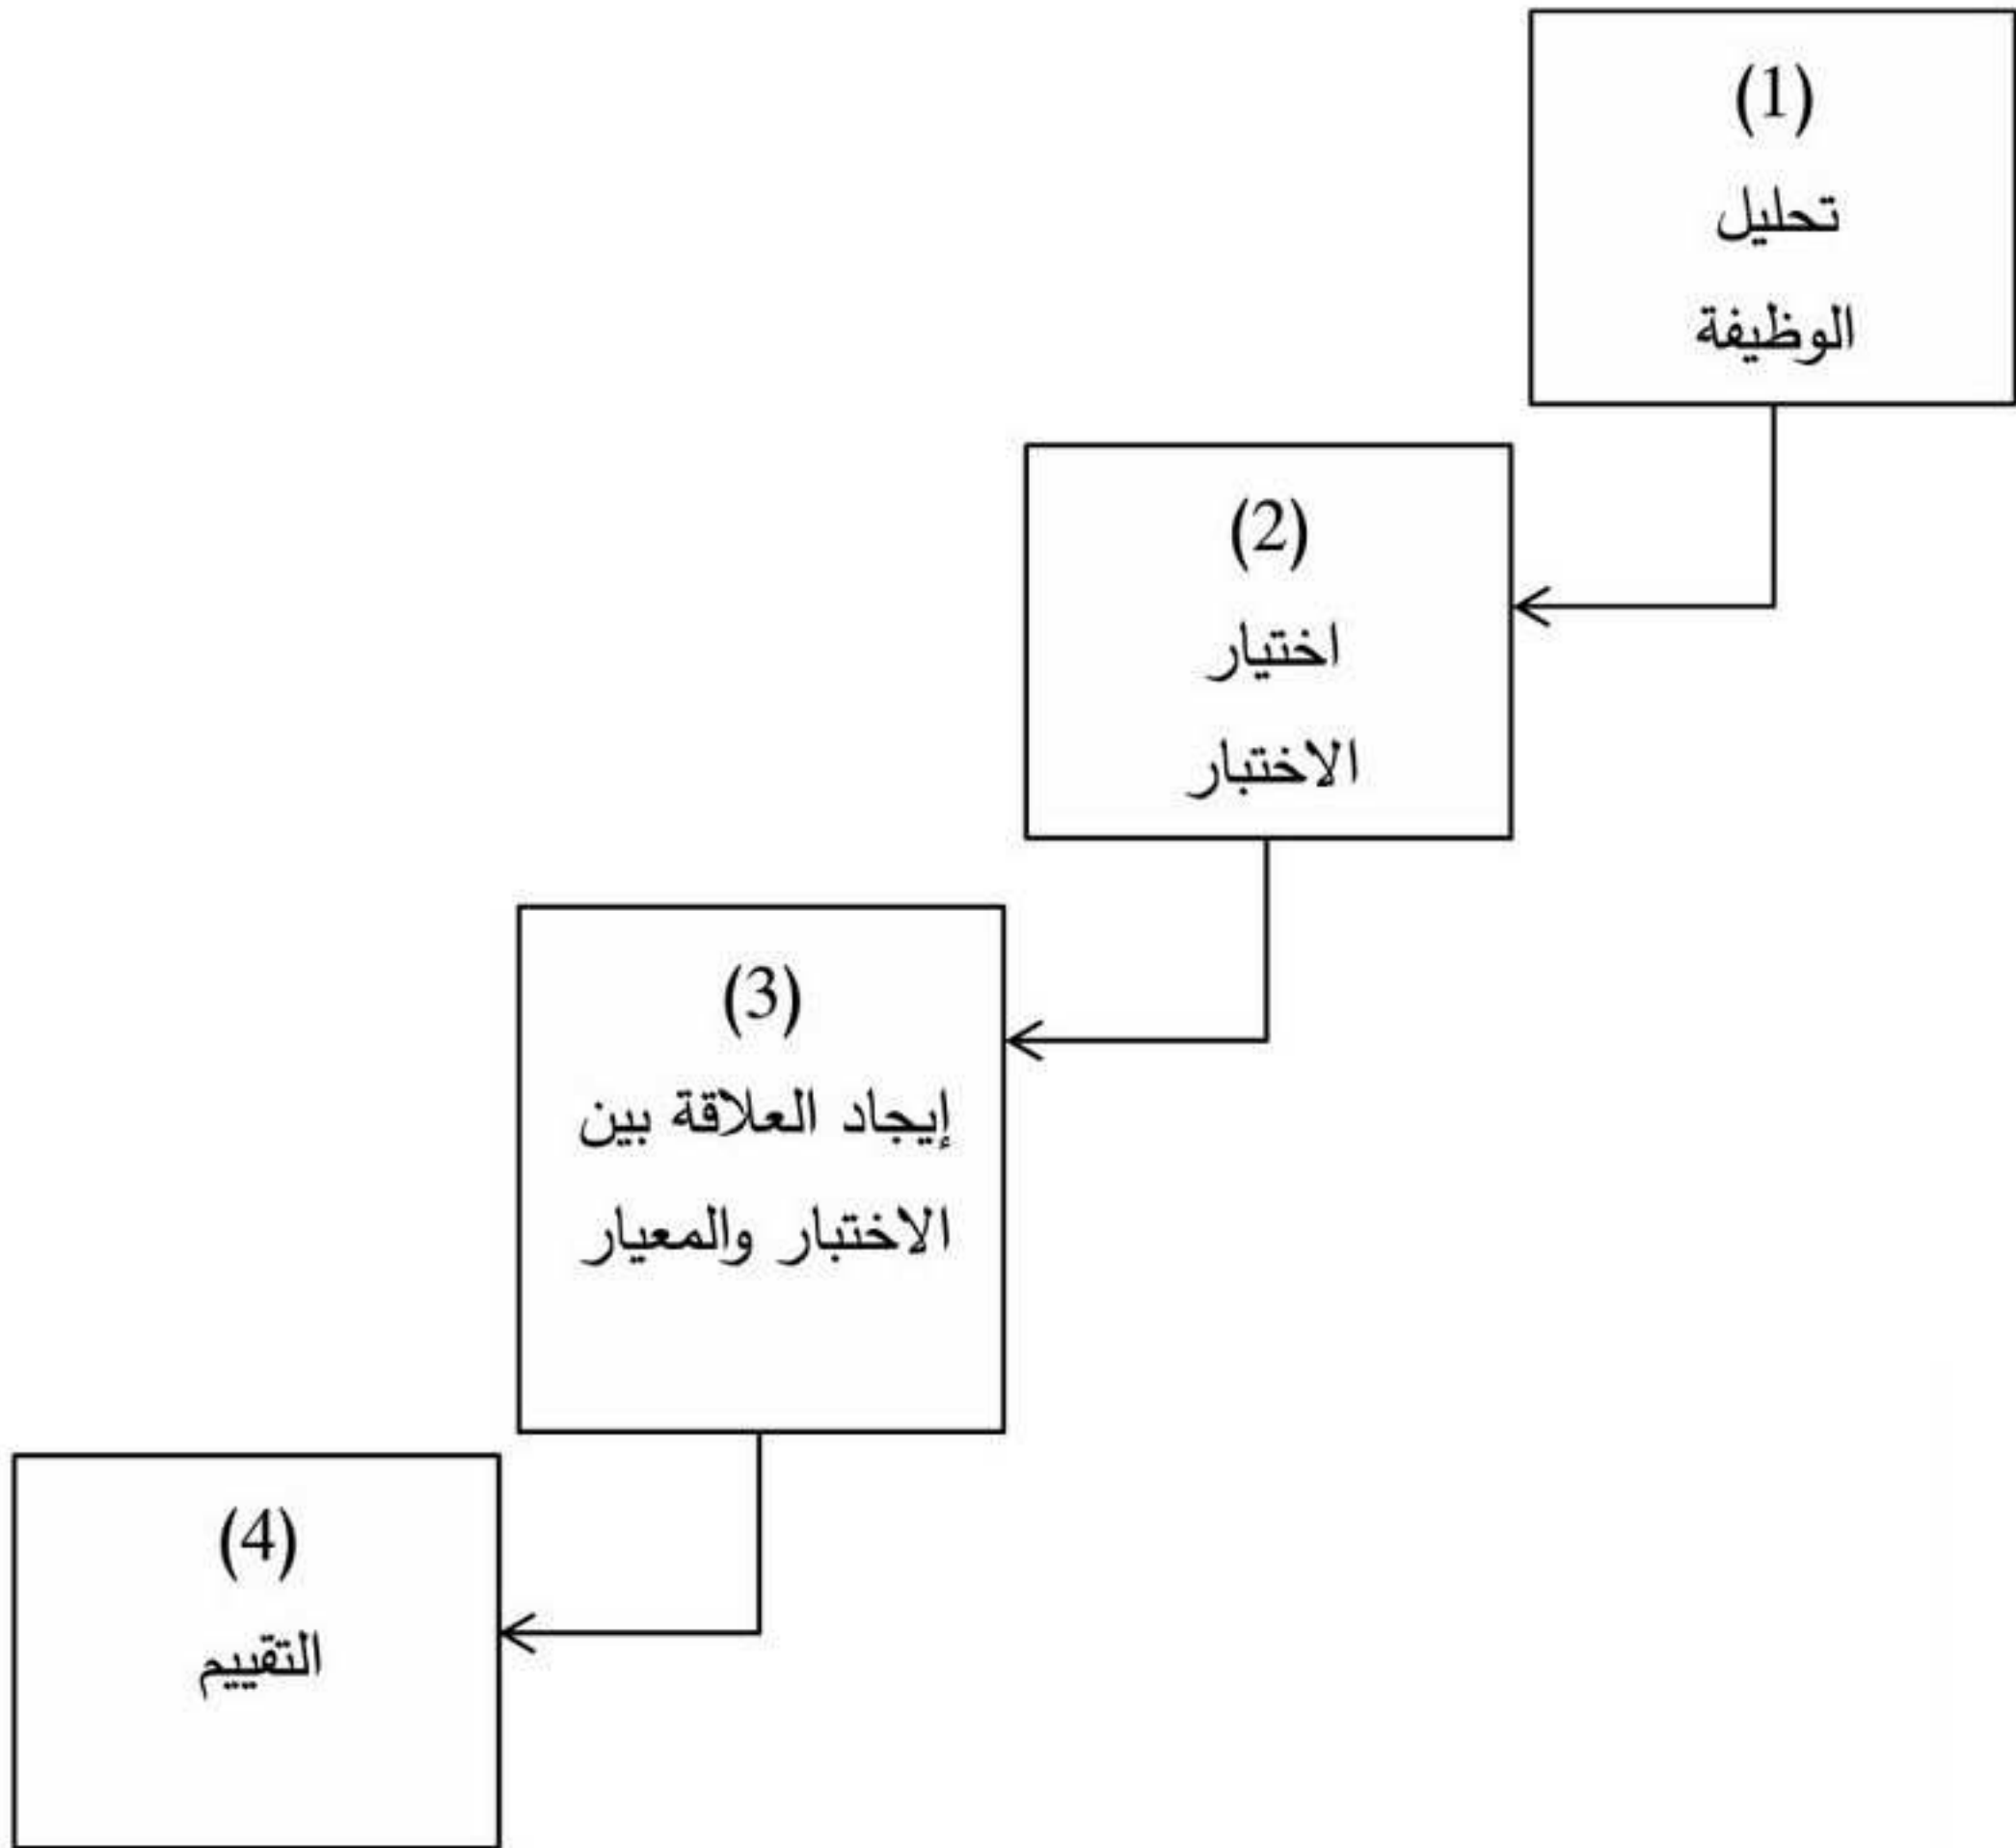 (1)
تحليل
الوظيفة
(2)
اختيار
الاختبار
(3)
إيجاد العلاقة بين
الاختبار والمعيار
(4)
التقييم